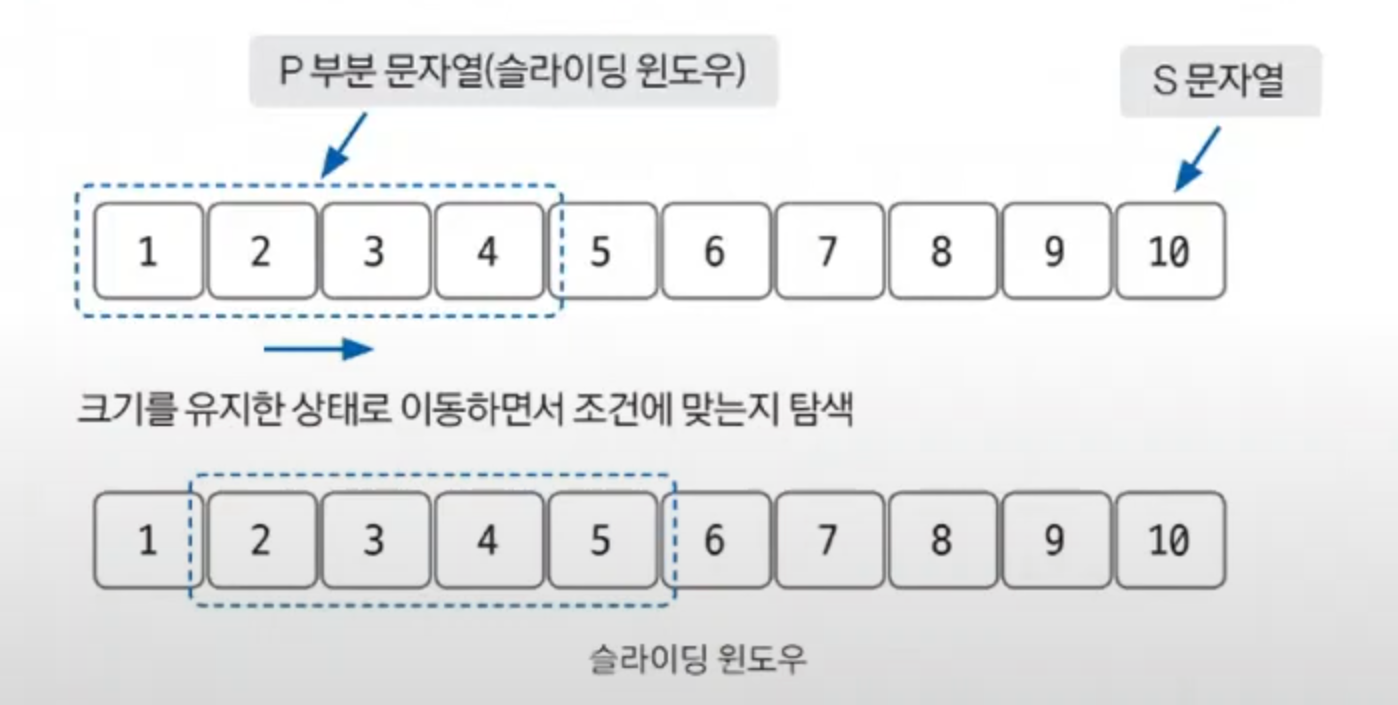 P 부분 문자열(슬라이딩 윈도우)
S 문자열
1 2 3 4 5 6 7 8 9 10
크기를 유지한 상태로 이동하면서 조건에 맞는지 탐색
1 2 3 4 5 6 7 8 9 10
슬라이딩 윈도우